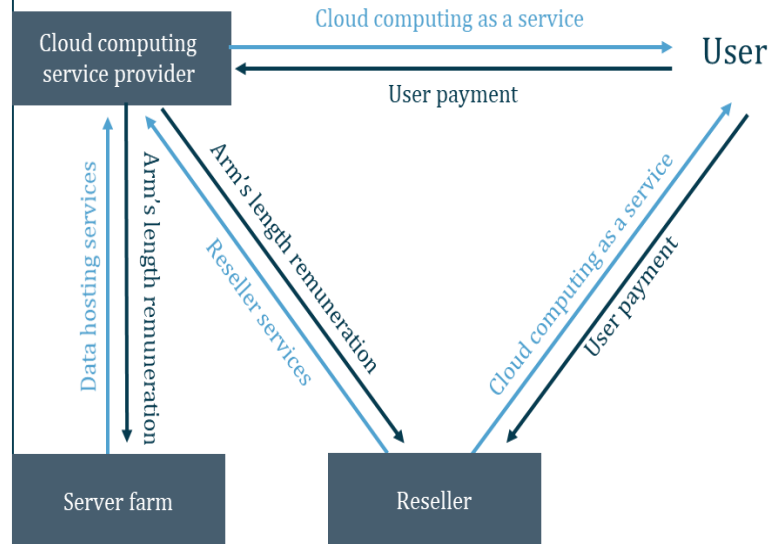 Cloud computing as a service
Cloud computing
service provider
User
User payment
Data hosting services
Arm's length remuneration
Arm's length remuneration
Reseller services
Cloud computing as a service
User payment
Server farm
Reseller